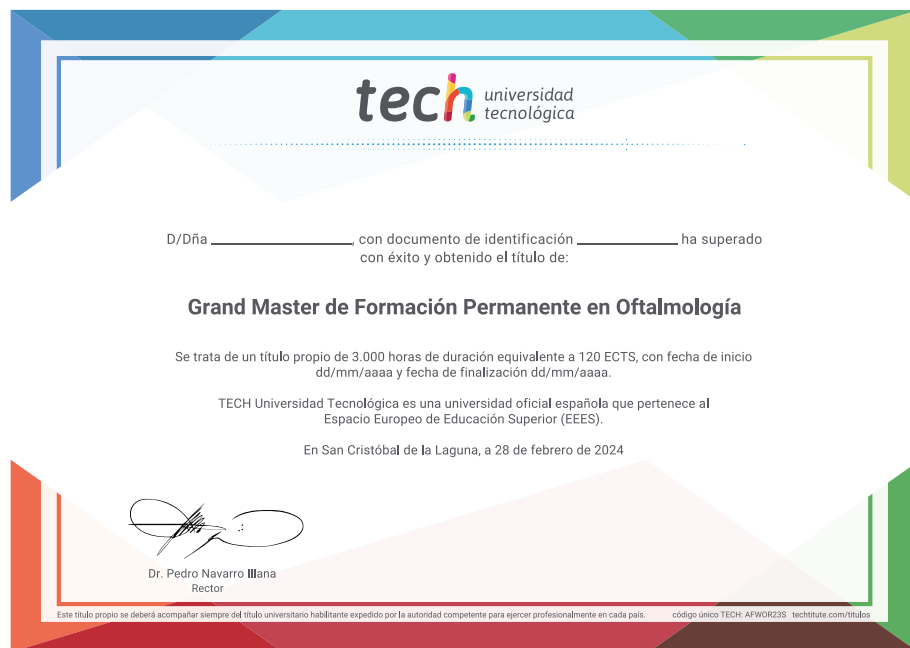 tech universidad
tecnológica
D/Dña , con documento de identificación ha superado
con éxito y obtenido el título de:
Grand Master de Formación Permanente en Oftalmología
Se trata de un título propio de 3.000 horas de duración equivalente a 120 ECTS, con fecha de inicio
dd/mm/aaaa y fecha de finalización dd/mm/aaaa.
TECH Universidad Tecnológica es una universidad oficial española que pertenece al
Espacio Europeo de Educación Superior (EEES).
En San Cristóbal de la Laguna, a 28 de febrero de 2024
Dr. Pedro Navarro Illana
Rector
Este título propio se deberá acompañar siempre del título universitario habilitante expedido por la autoridad competente para ejercer profesionalmente en cada país. código único TECH: AFWOR23S techtitute.com/titulos